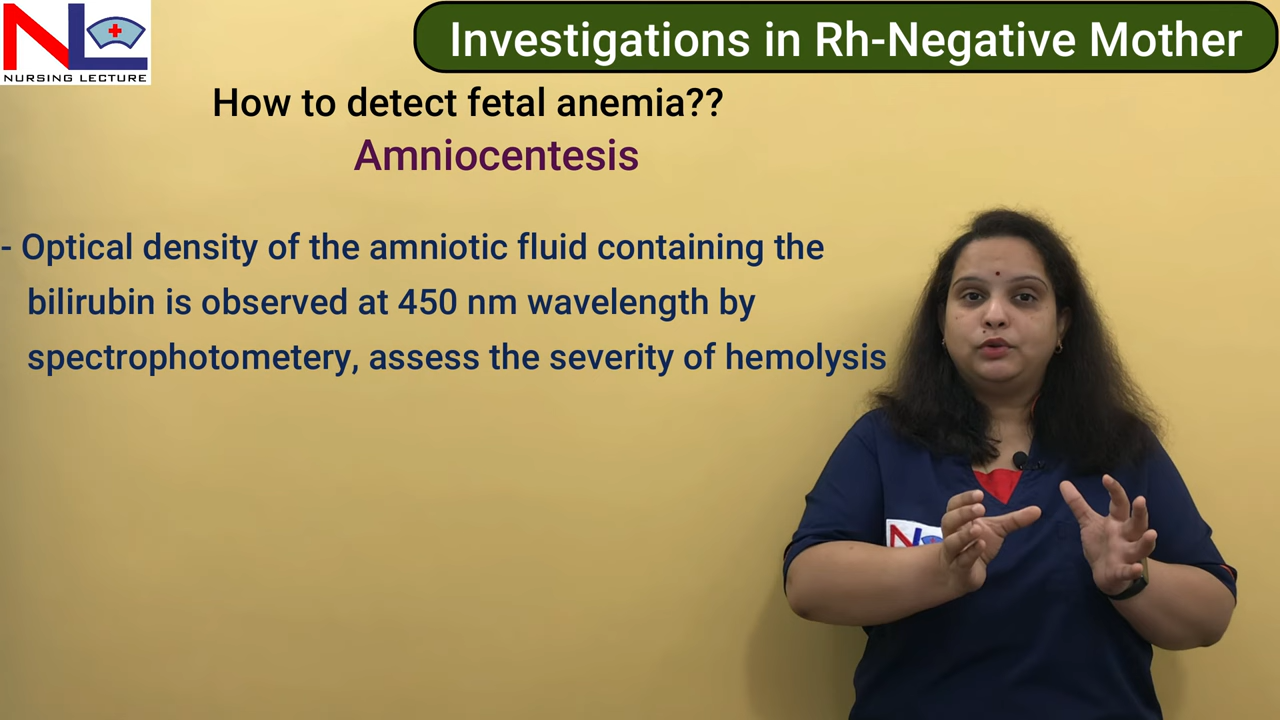 NL
NURSING LECTURE
Investigations in Rh-Negative Mother
How to detect fetal anemia??
Amniocentesis
- Optical density of the amniotic fluid containing the
bilirubin is observed at 450 nm wavelength by
spectrophotometery, assess the severity of hemolysis
NL